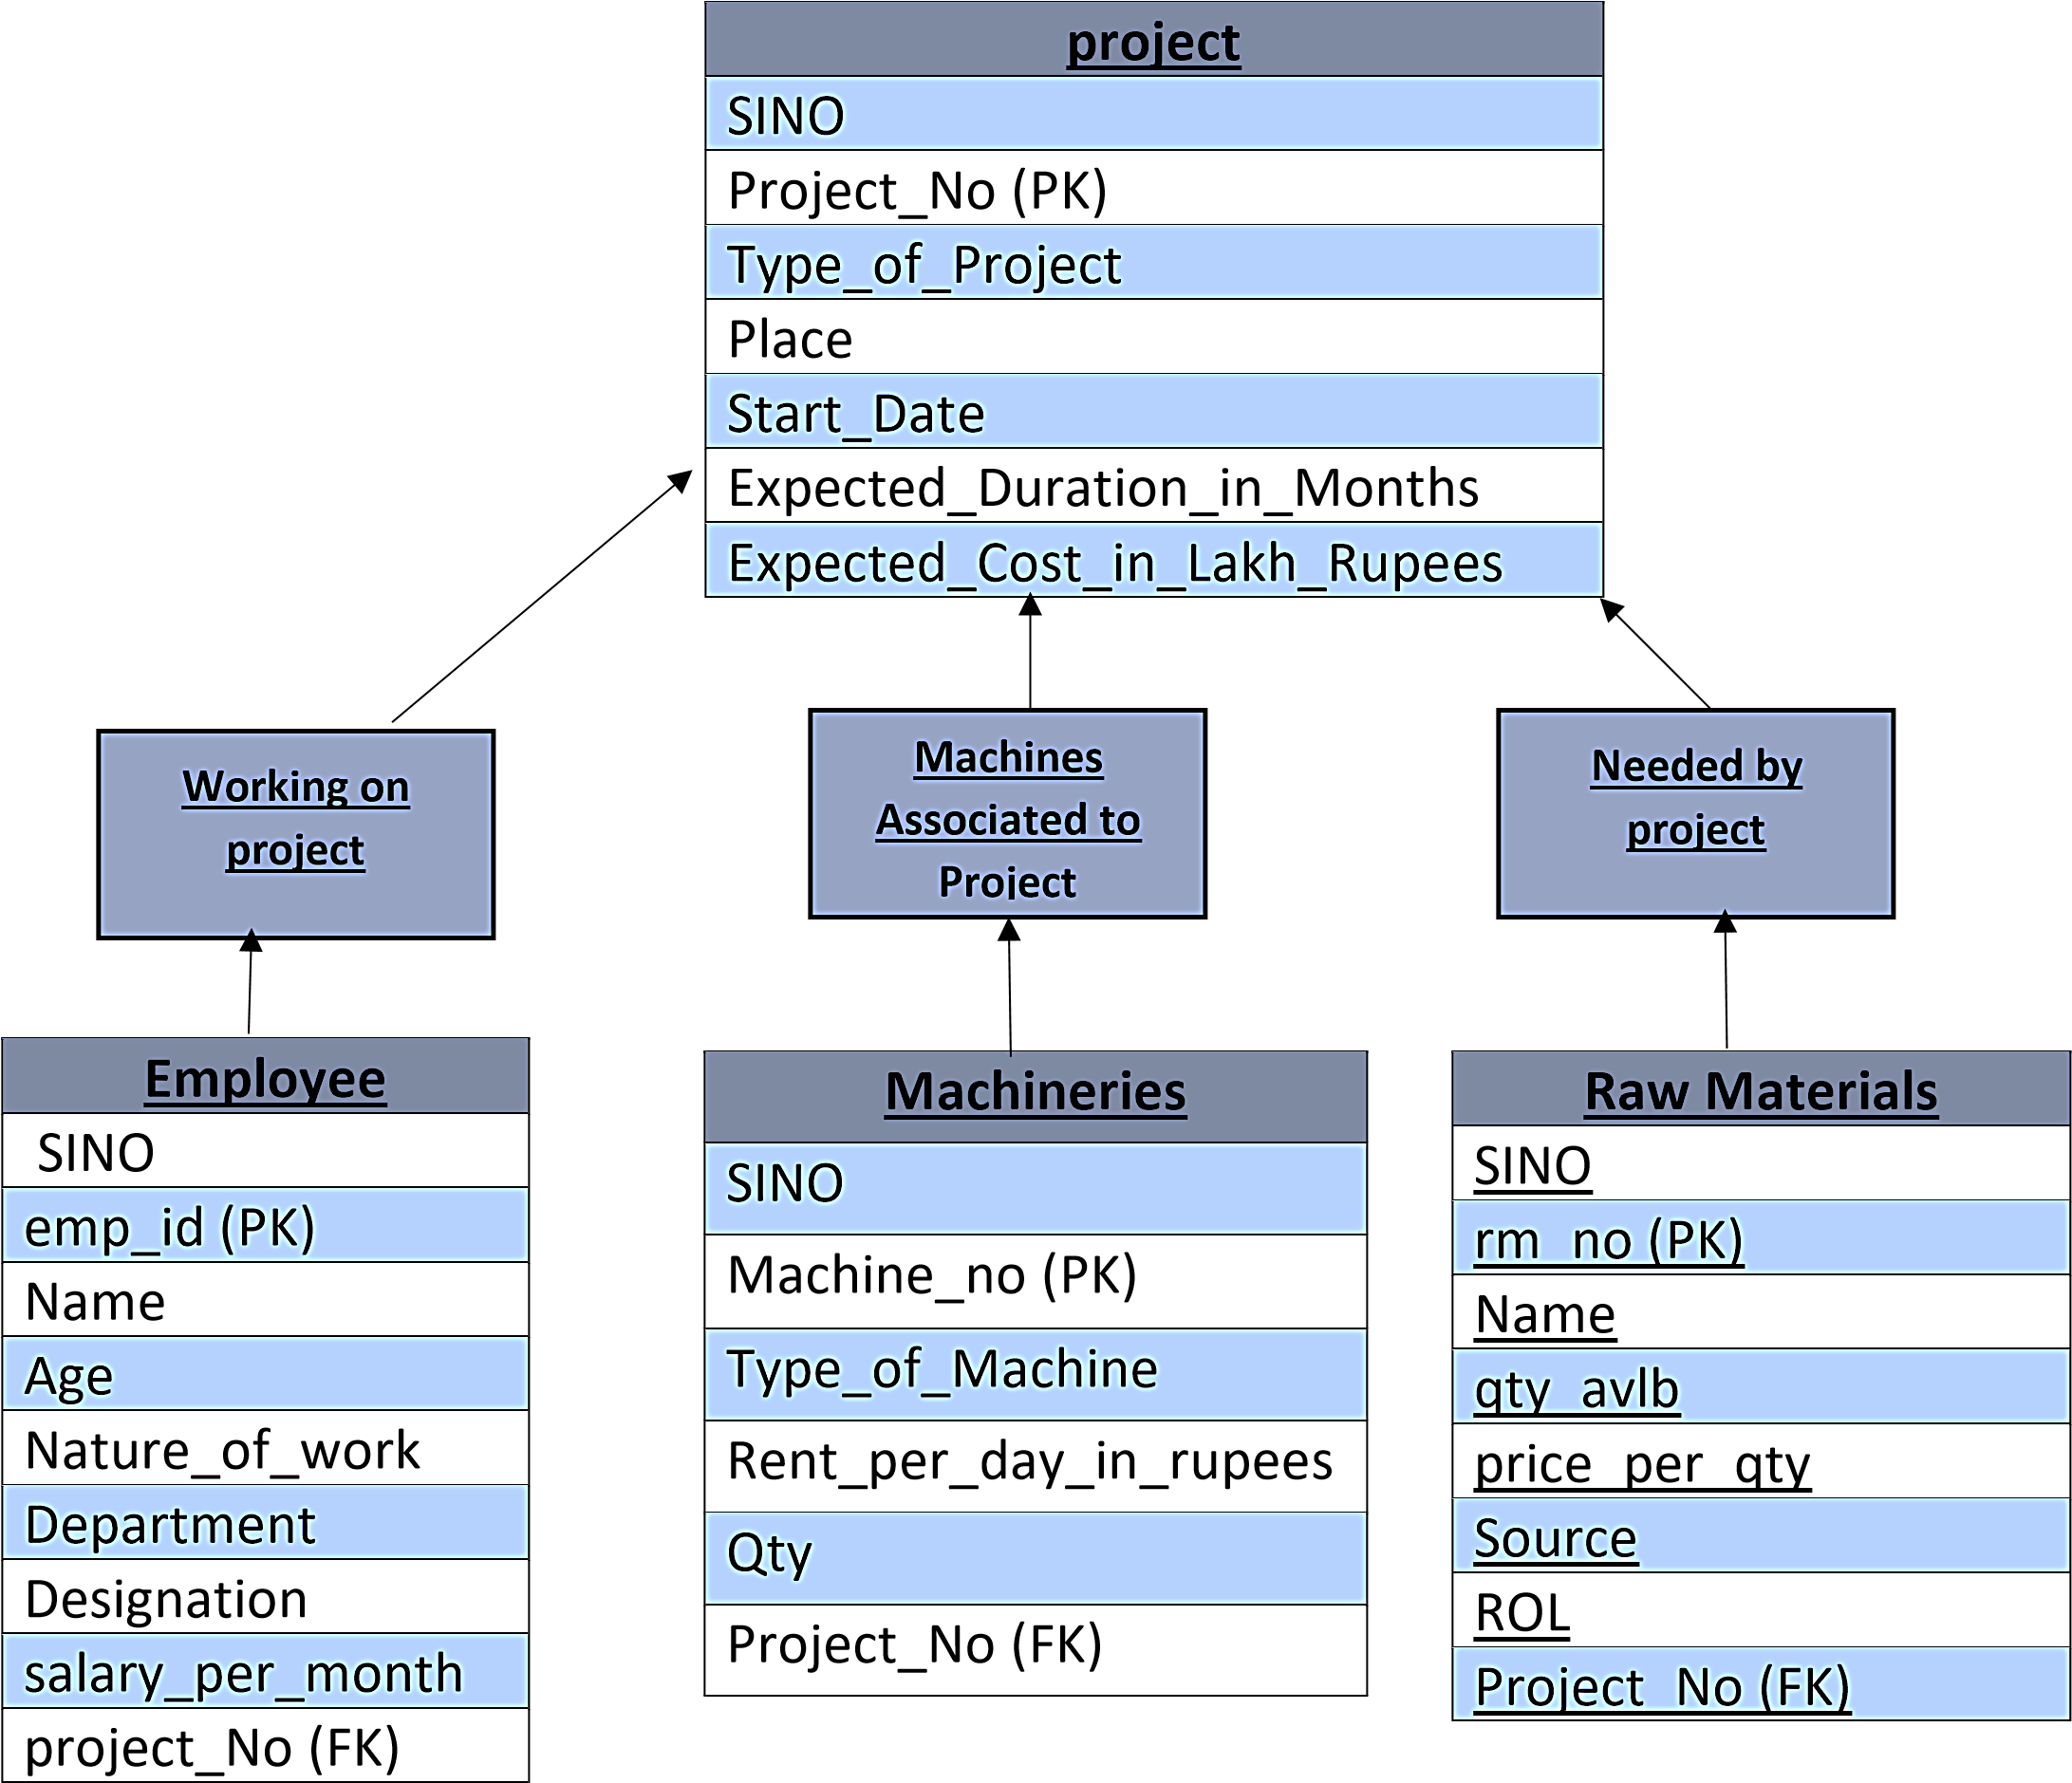 project
SINO
Project_No (PK)
Type_of_Project
Place
Start_Date
Expected_Duration_in_Months
Expected_Cost_in_Lakh_Rupees
Working on
project
Machines
Associated to
Project
Needed by
project
Employee
SINO
emp_id (PK)
Name
Age
Nature_of_work
Department
Designation
salary_per_month
project_No (FK)
Machineries
SINO
Machine_no (PK)
Type_of_Machine
Rent_per_day_in_rupees
Qty
Project_No (FK)
Raw Materials
SINO
rm_no (PK)
Name
qty_avlb
price_per_qty
Source
ROL
Project_No (FK)